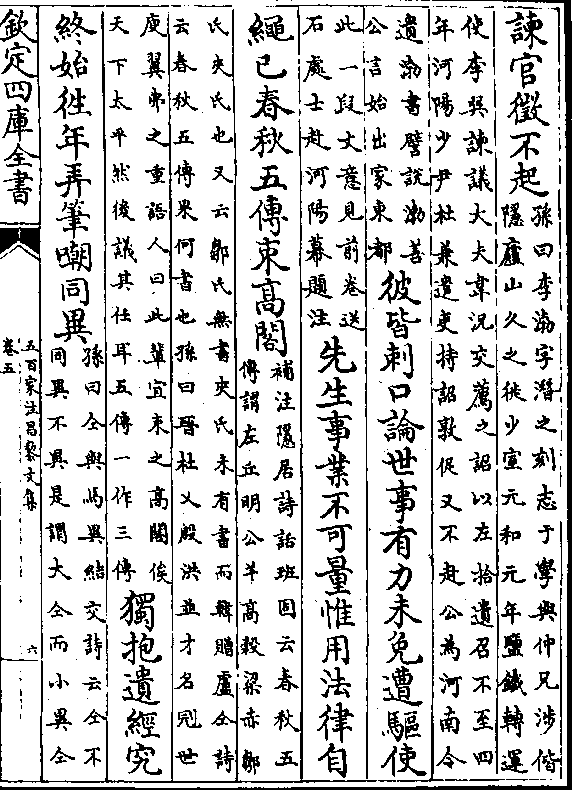 諫官徵不起孫曰李渤字濬之刻志于學與仲兄涉偕
隱廬山久之徙少室元和元年鹽鐵轉運
使李巽諫議大夫韋況交薦之詔以左拾遺召不至四
年河陽少尹杜兼遣吏持詔敦促又不赴公為河南令
遺渤書譬說渤善
公言始出家東都彼皆刺口論世事有力未免遭驅使
此一段文意見前卷送
石處士赴河陽幕題注先生事業不可量惟用法律自
繩已春秋五傳束高閣補注隱居詩話班固云春秋五
傳謂左丘明公羊高穀梁赤鄒
氏夾氏也又云鄒氏無書夾氏未有書而韓贈盧仝詩
云春秋五傳果何書也孫曰晉杜乂殷洪並才名冠世
庾翼弗之重語人曰此輩宜束之高閣俟
天下太平然後議其任耳五傳一作三傳獨抱遺經究
終始徃年弄筆嘲同異孫曰仝與馬異結交詩云仝不
同異不異是謂大仝而小異仝
欽定四庫全書
五百家注昌黎文集
卷五
六